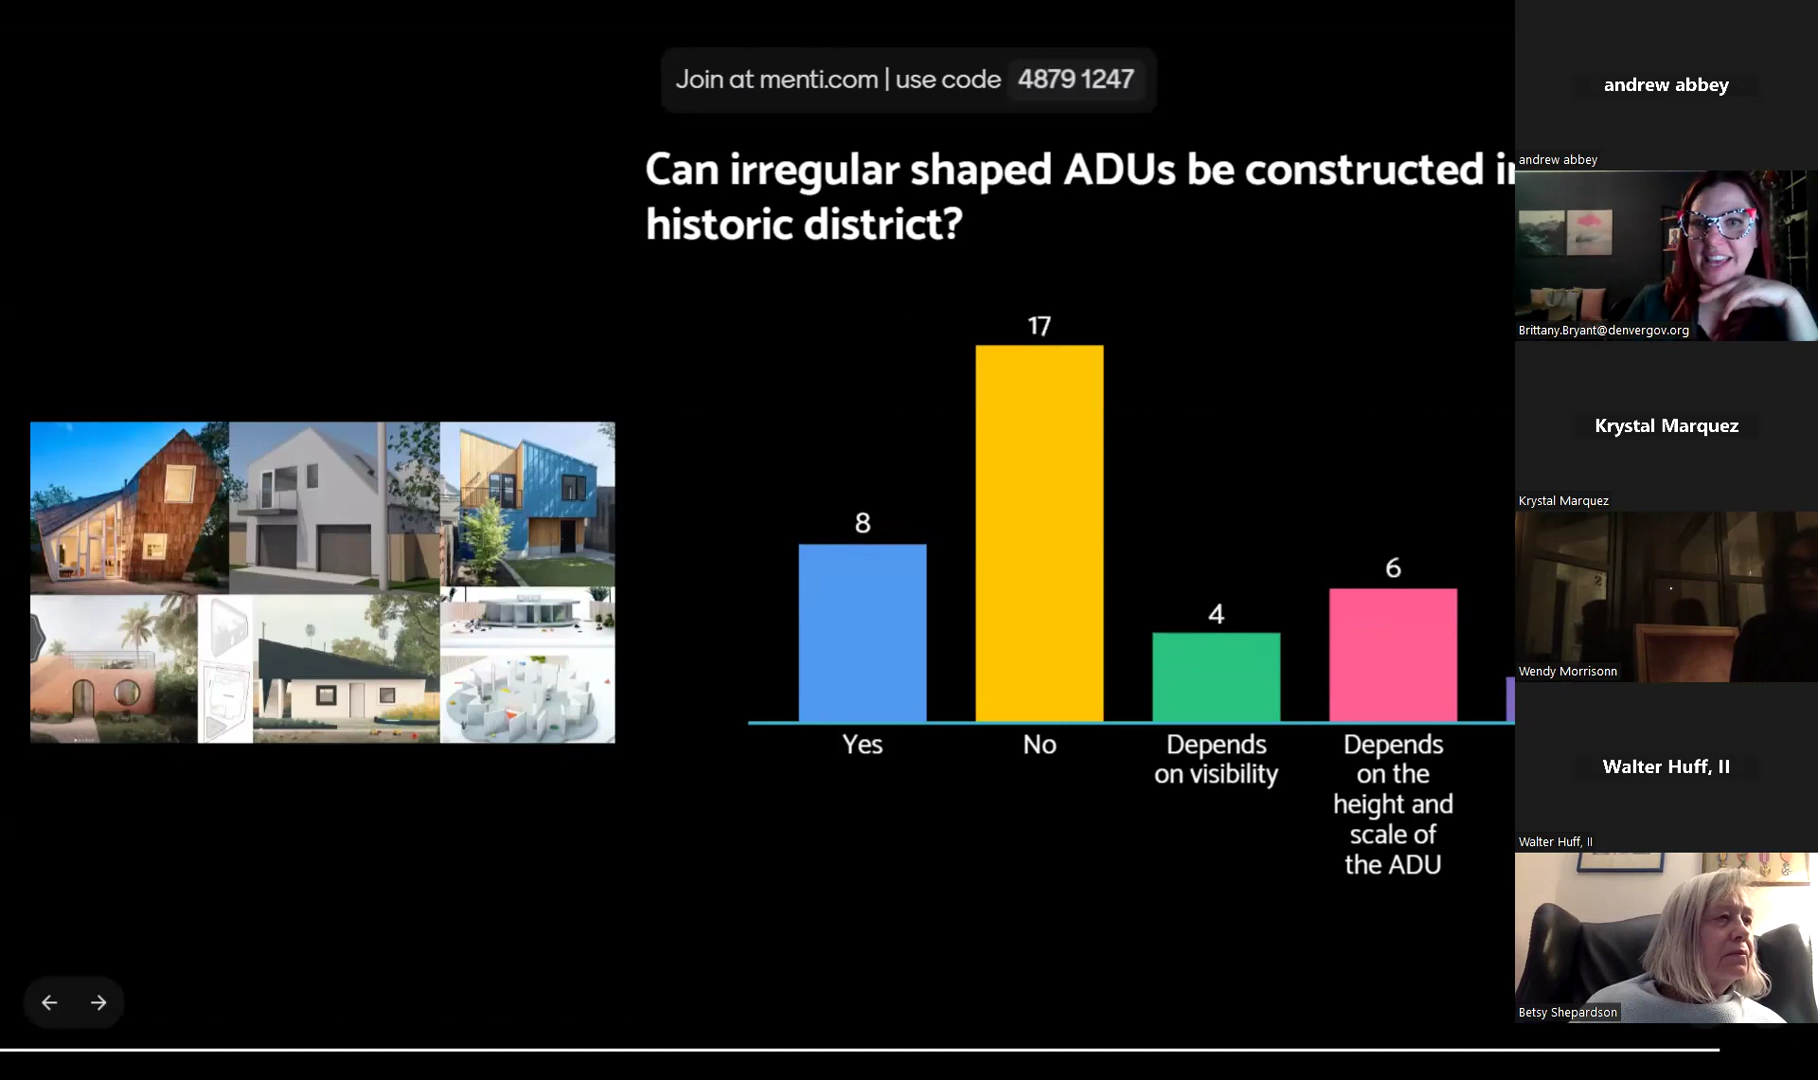 Join at menti.com | use code 4879 1247
Can irregular shaped ADUs be constructed in
historic district?
8
17
4
6
Yes
No
Depends
on visibility
Depends
on the
height and
scale of
the ADU
andrew abbey
andrew abbey
Brittany.Bryant@denvergov.org
Krystal Marquez
Krystal Marquez
Wendy Morrisonn
Walter Huff, II
Walter Huff, II
Betsy Shepardson